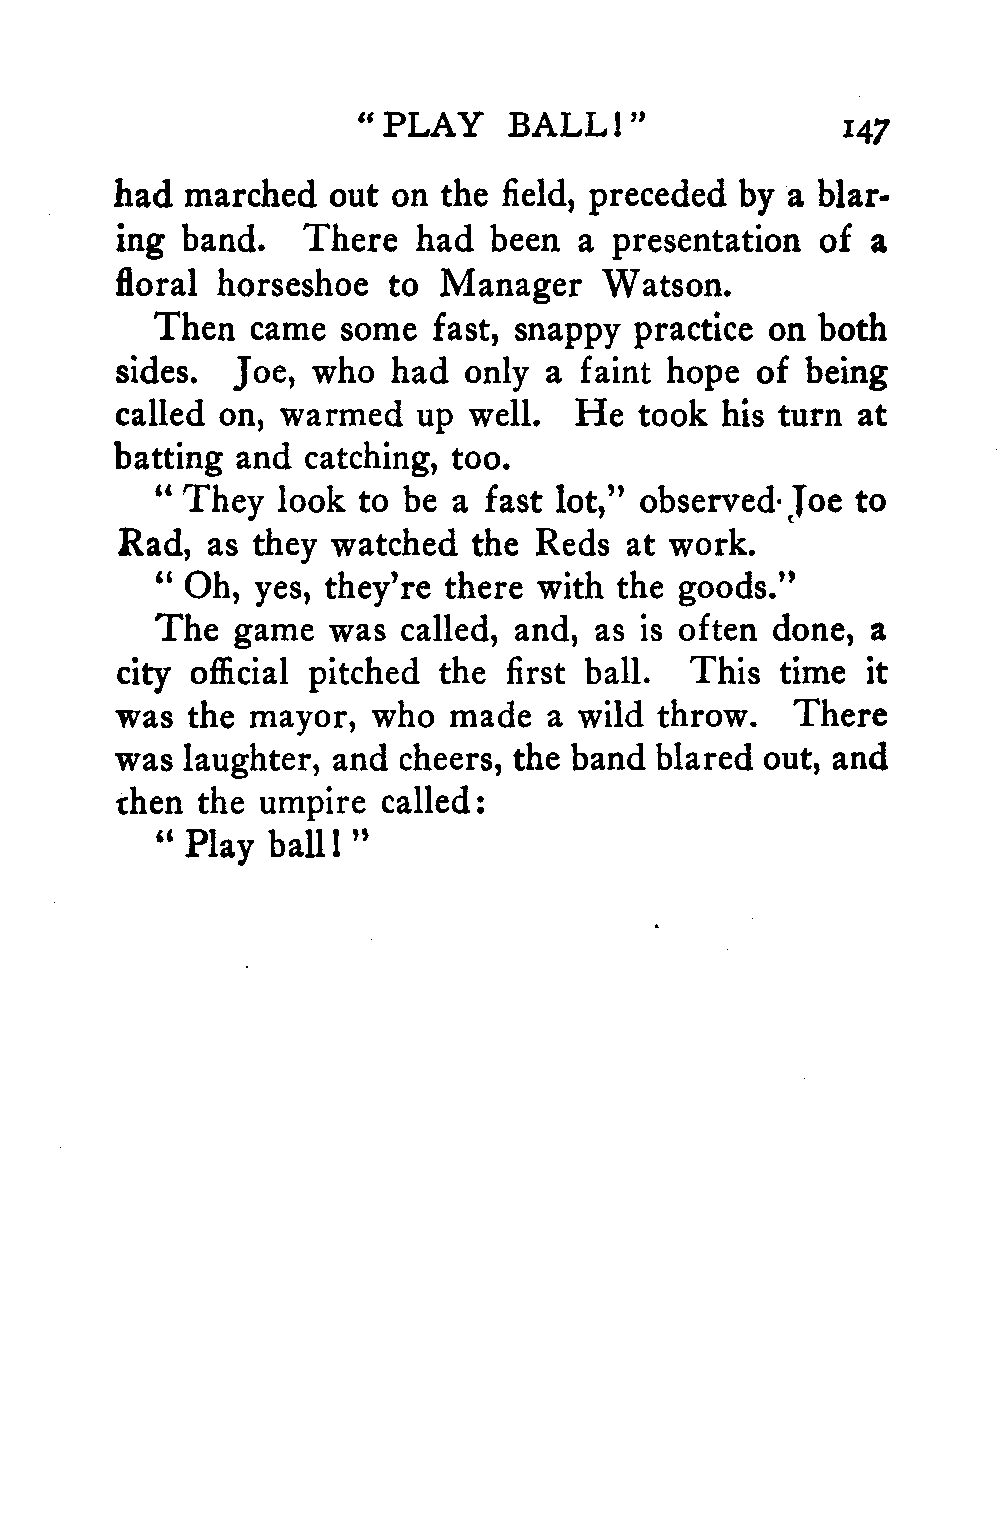 “ PLAY BALL! ” 147
had marched out on the field, preceded by a blar-
ing band. There had been a presentation of a
floral horseshoe to Manager Watson.
Then came some fast, snappy practice on both
sides. Joe, who had only a faint hope of being
called on, warmed up well. He took his turn at
batting and catching, too.
“ They look to be a fast lot,” observed Joe to
Rad, as they watched the Reds at work.
“ Oh, yes, they’re there with the goods.”
The game was called, and, as is often done, a
city official pitched the first ball. This time it
was the mayor, who made a wild throw. There
was laughter, and cheers, the band blared out, and
then the umpire called:
“ Play ball! ”